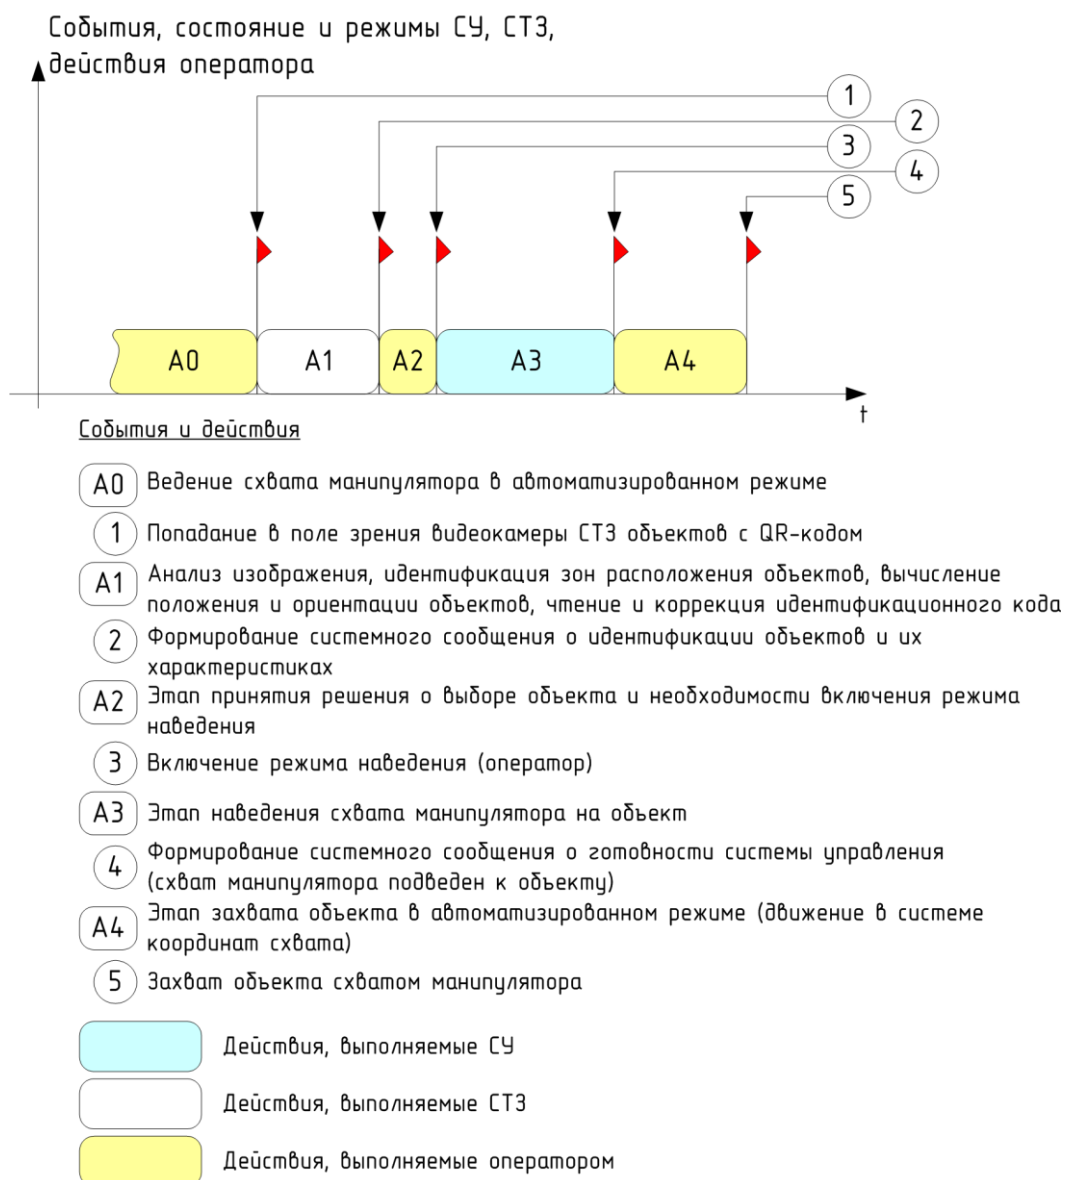 События, состояние и режимы СУ, СТЗ,
действия оператора
1
2
3
4
5
А0
А1
А2
А3
А4
t
События и действия
А0 Ведение схвата манипулятора в автоматизированном режиме
1 Попадание в поле зрения видеокамеры СТЗ объектов с QR-кодом
А1 Анализ изображения, идентификация зон расположения объектов, вычисление
положения и ориентации объектов, чтение и коррекция идентификационного кода
2 Формирование системного сообщения о идентификации объектов и их
характеристиках
А2 Этап принятия решения о выборе объекта и необходимости включения режима
наведения
3 Включение режима наведения (оператор)
А3 Этап наведения схвата манипулятора на объект
4 Формирование системного сообщения о готовности системы управления
(схват манипулятора подведен к объекту)
А4 Этап захвата объекта в автоматизированном режиме (движение в системе
координат схвата)
5 Захват объекта схватом манипулятора
Действия, выполняемые СУ
Действия, выполняемые СТЗ
Действия, выполняемые оператором